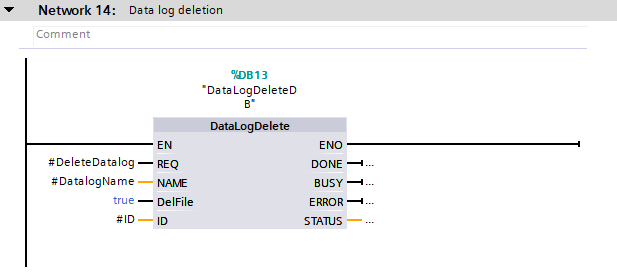 Network 14: Data log deletion
Comment
%DB13
"DataLogDeleteD
B"
DataLogDelete
EN ENO
#DeleteDatalog REQ DONE ...
#DatalogName NAME BUSY ...
true DelFile ERROR ...
#ID ID STATUS ...